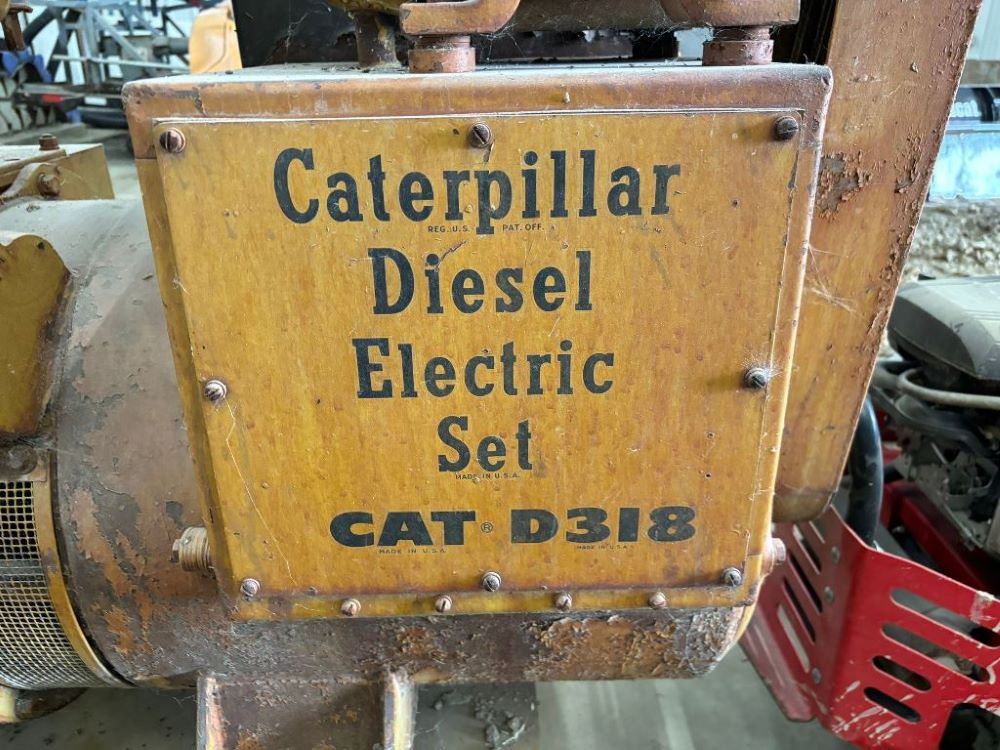 Caterpillar
REG. U.S. PAT. OFF.
Diesel
Electric
Set
MADE IN U.S.A.
CAT ® D318
MADE IN U.S.A. MADE IN U.S.A.